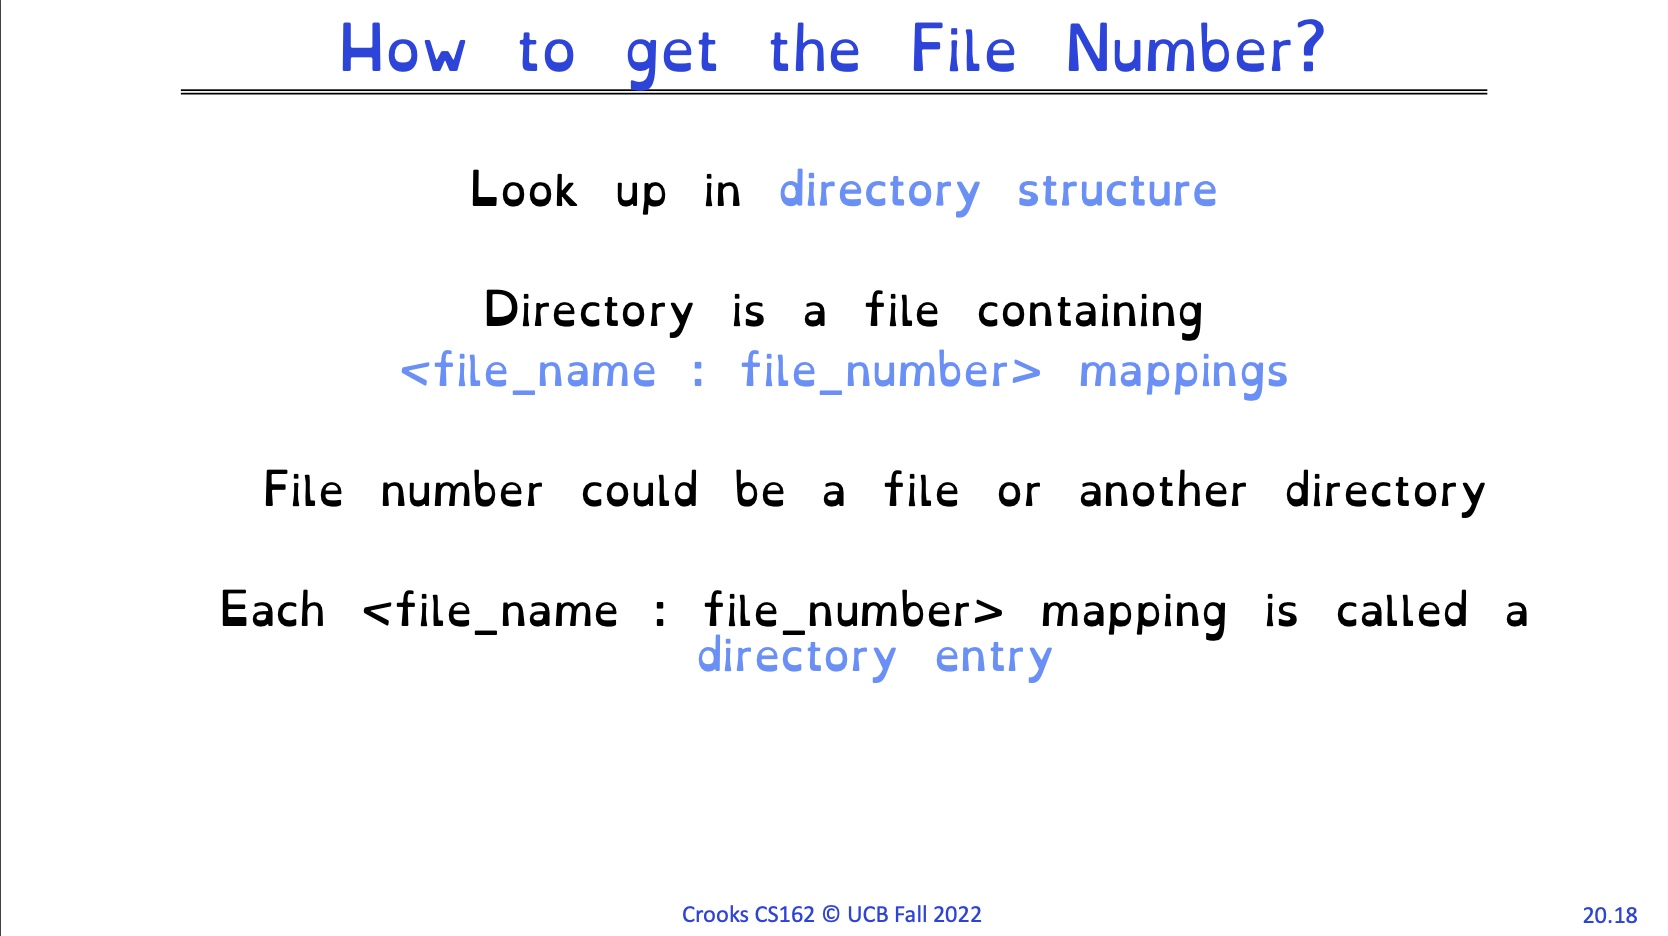 How to get the File Number?
Look up in directory structure
Directory is a file containing
<file_name : file_number> mappings
File number could be a file or another directory
Each <file_name : file_number> mapping is called a
directory entry
Crooks CS162 © UCB Fall 2022
20.18